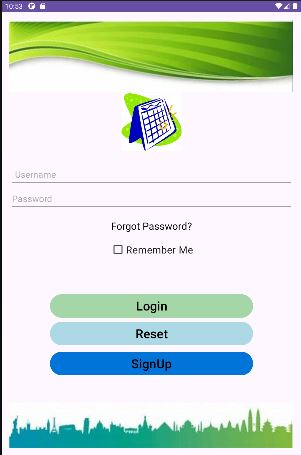 10:53
Username
Password
Forgot Password?
Remember Me
Login
Reset
SignUp